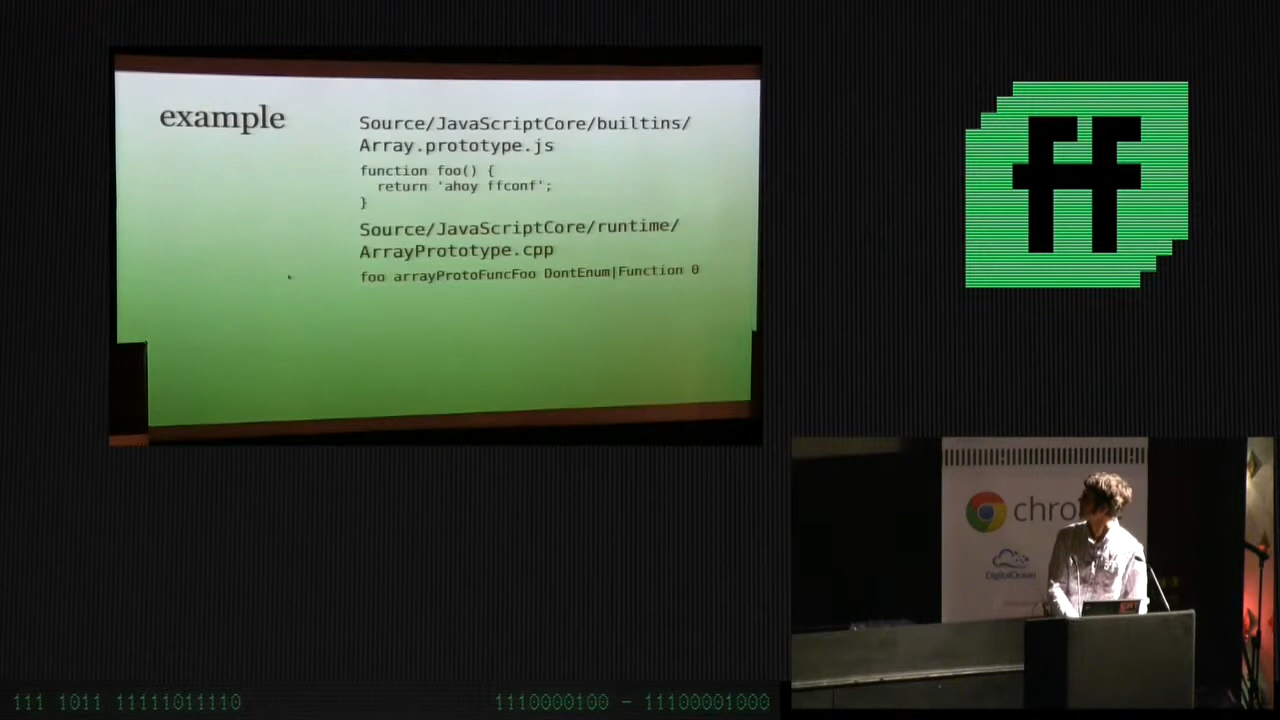 example
Source/JavaScriptCore/builtins/
Array.prototype.js
function foo() {
return 'ahoy ffconf';
}
Source/JavaScriptCore/runtime/
ArrayPrototype.cpp
foo arrayProtoFuncFoo DontEnum|Function 0
ff
chro
DigitalOcean
111 1011 11111011110
1110000100 - 11100001000